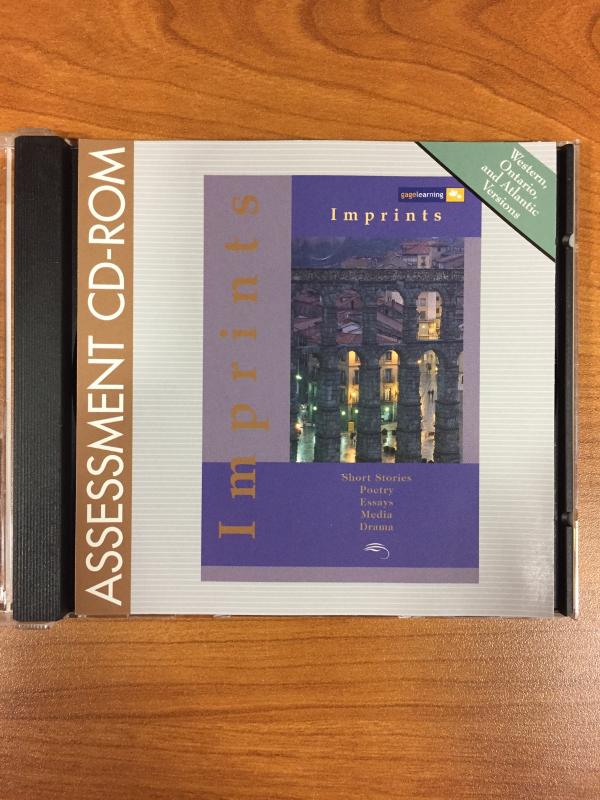 ASSESSMENT CD-ROM
Imprints
gagelearning
Imprints
Short Stories
Poetry
Essays
Media
Drama
Western,
Ontario,
and Atlantic
Versions